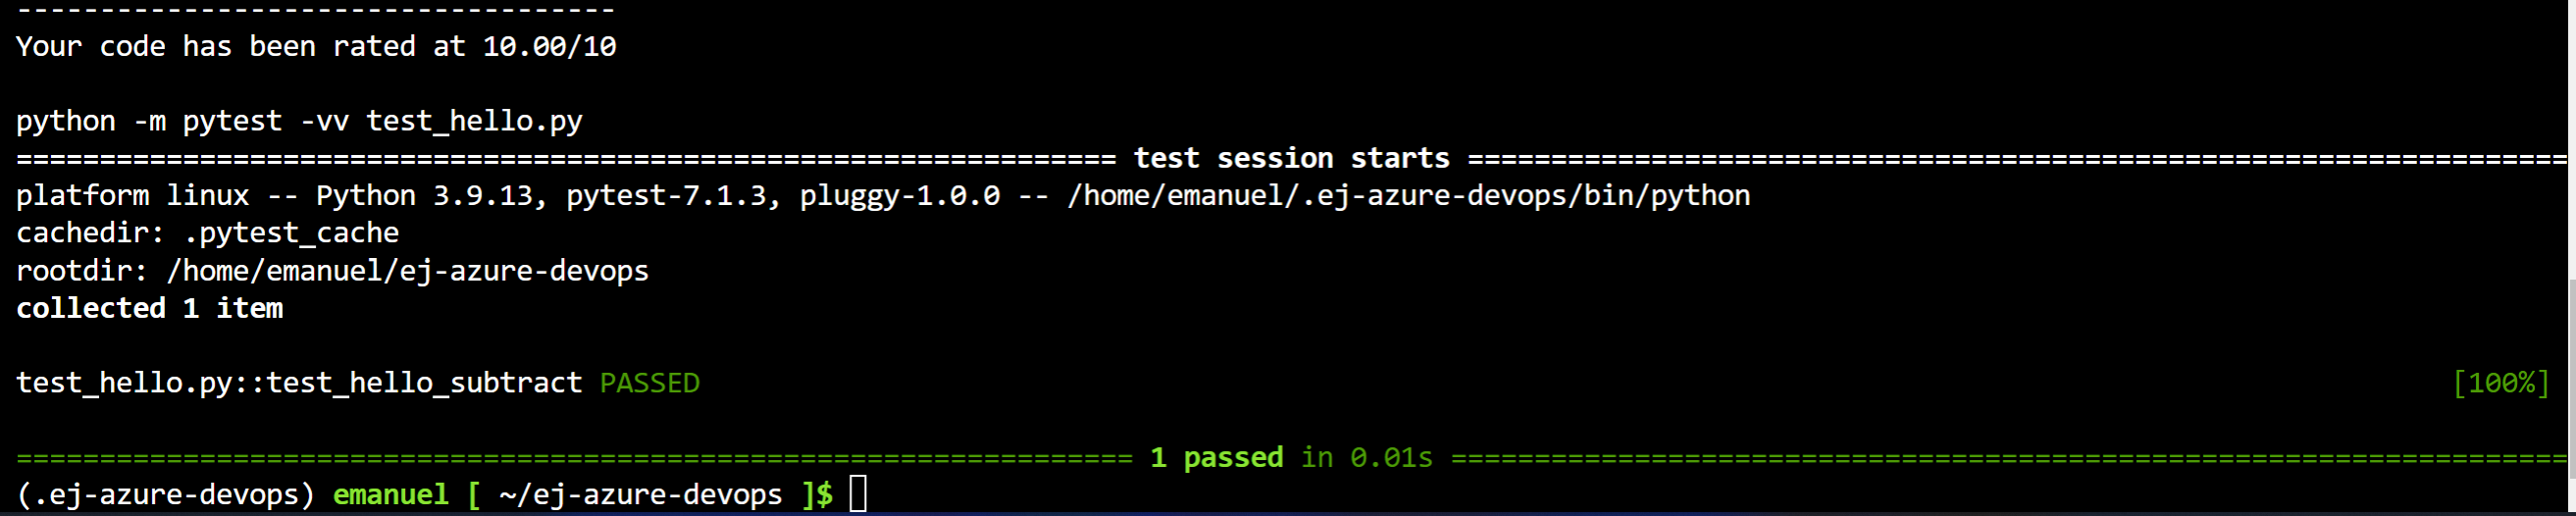 ------------------------------------
Your code has been rated at 10.00/10
python -m pytest -vv test_hello.py
================================================================== test session starts ==================================================================
platform linux -- Python 3.9.13, pytest-7.1.3, pluggy-1.0.0 -- /home/emanuel/.ej-azure-devops/bin/python
cachedir: .pytest_cache
rootdir: /home/emanuel/ej-azure-devops
collected 1 item
test_hello.py::test_hello_subtract PASSED [100%]
=================================================================== 1 passed in 0.01s ===================================================================
(.ej-azure-devops) emanuel [ ~/ej-azure-devops ]$